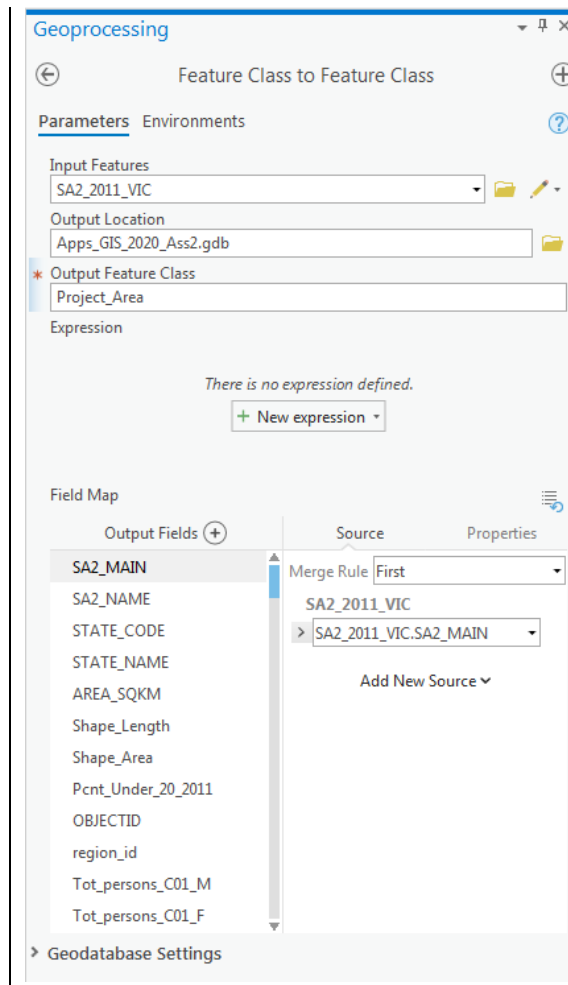 Geoprocessing
Feature Class to Feature Class
Parameters Environments
Input Features
SA2_2011_VIC
Output Location
Apps_GIS_2020_Ass2.gdb
* Output Feature Class
Project_Area
Expression
There is no expression defined.
+ New expression
Field Map
Output Fields Source Properties
SA2_MAIN
Merge Rule First
SA2_NAME
SA2_2011_VIC
STATE_CODE
SA2_2011_VIC.SA2_MAIN
STATE_NAME
Add New Source
AREA_SQKM
Shape_Length
Shape_Area
Pcnt_Under_20_2011
OBJECTID
region_id
Tot_persons_C01_M
Tot_persons_C01_F
Geodatabase Settings